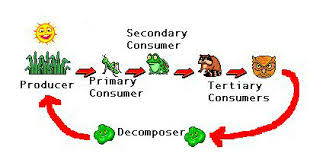 Secondary
Consumer
Producer
Primary
Consumer
Tertiary
Consumers
Decomposer